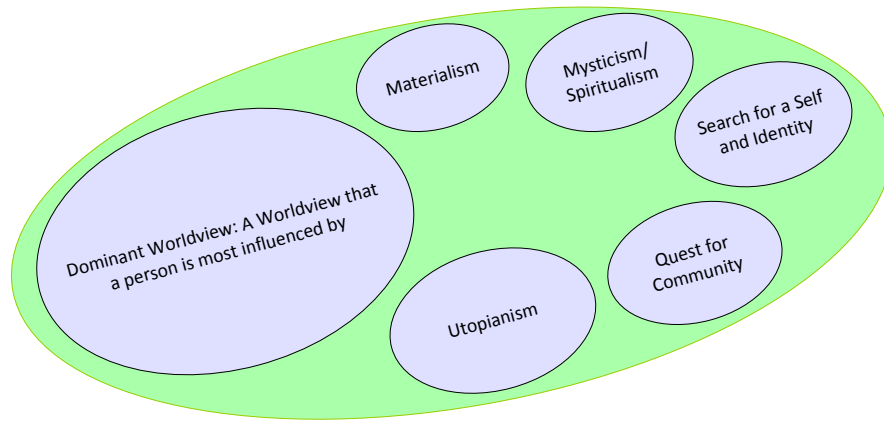 Materialism
Mysticism/
Spiritualism
Search for a Self
and Identity
Dominant Worldview: A Worldview that
a person is most influenced by
Quest for
Community
Utopianism